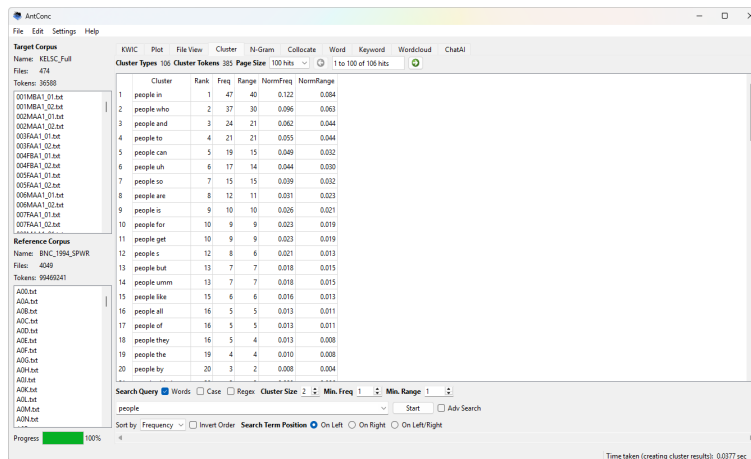 AntConc
File Edit Settings Help
Target Corpus
Name: KELSC_Full
Files: 474
Tokens: 36588
001MBA1_01.txt
001MBA1_02.txt
002MAA1_01.txt
002MAA1_02.txt
003FAA1_01.txt
003FAA1_02.txt
004FBA1_01.txt
004FBA1_02.txt
005FAA1_01.txt
005FAA1_02.txt
006MAA1_01.txt
006MAA1_02.txt
007FAA1_01.txt
007FAA1_02.txt
Reference Corpus
Name: BNC_1994_SPWR
Files: 4049
Tokens: 99469241
A00.txt
A0A.txt
A0B.txt
A0C.txt
A0D.txt
A0E.txt
A0F.txt
A0G.txt
A0H.txt
A0J.txt
A0K.txt
A0L.txt
A0M.txt
A0N.txt
Progress 100%
KWIC Plot File View Cluster N-Gram Collocate Word Keyword Wordcloud ChatAI
Cluster Types 106 Cluster Tokens 385 Page Size 100 hits 1 to 100 of 106 hits
Cluster Rank Freq Range NormFreq NormRange
1 people in 1 47 40 0.122 0.084
2 people who 2 37 30 0.096 0.063
3 people and 3 24 21 0.062 0.044
4 people to 4 21 21 0.055 0.044
5 people can 5 19 15 0.049 0.032
6 people uh 6 17 14 0.044 0.030
7 people so 7 15 15 0.039 0.032
8 people are 8 12 11 0.031 0.023
9 people is 9 10 10 0.026 0.021
10 people for 10 9 9 0.023 0.019
11 people get 10 9 9 0.023 0.019
12 people s 12 8 6 0.021 0.013
13 people but 13 7 7 0.018 0.015
14 people umm 13 7 7 0.018 0.015
15 people like 15 6 6 0.016 0.013
16 people all 16 5 5 0.013 0.011
17 people of 16 5 5 0.013 0.011
18 people they 16 5 4 0.013 0.008
19 people the 19 4 4 0.010 0.008
20 people by 20 3 2 0.008 0.004
Search Query Words Case Regex Cluster Size 2 Min. Freq 1 Min. Range 1
people Start Adv Search
Sort by Frequency Invert Order Search Term Position On Left On Right On Left/Right
Time taken (creating cluster results): 0.0377 sec